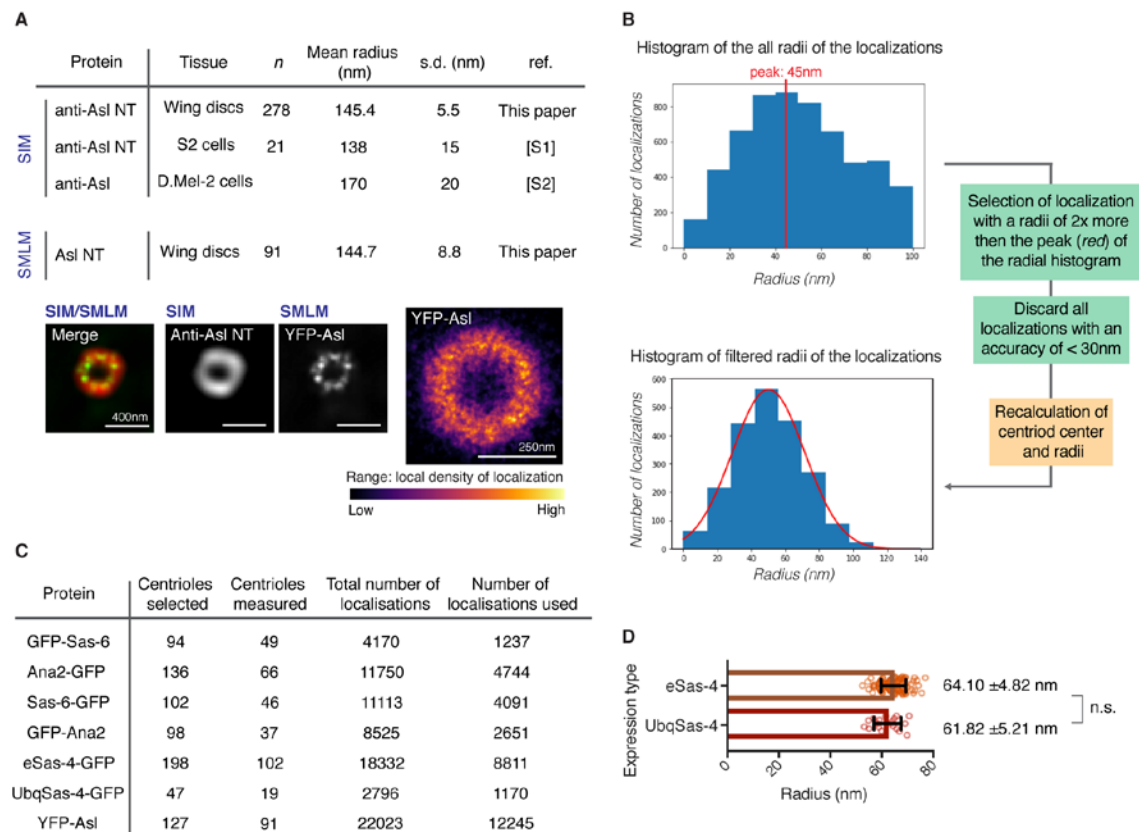 A
Protein Tissue n Mean radius (nm) s.d. (nm) ref.
SIM
anti-Asl NT Wing discs 278 145.4 5.5 This paper
anti-Asl NT S2 cells 21 138 15 [S1]
anti-Asl D.Mel-2 cells 170 20 [S2]
SMLM
Asl NT Wing discs 91 144.7 8.8 This paper
SIM/SMLM SIM SMLM
Merge Anti-Asl NT YFP-Asl YFP-Asl
400nm
250nm
Range: local density of localization
Low High
B
Histogram of the all radii of the localizations
peak: 45nm
Number of localizations
800
600
400
200
0
0 20 40 60 80 100
Radius (nm)
Selection of localization
with a radii of 2x more
then the peak (red) of
the radial histogram
Discard all
localizations with an
accuracy of < 30nm
Recalculation of
centriod center
and radii
Histogram of filtered radii of the localizations
Number of localizations
600
500
400
300
200
100
0
0 20 40 60 80 100 120 140
Radius (nm)
C
Protein Centrioles selected Centrioles measured Total number of localisations Number of localisations used
GFP-Sas-6 94 49 4170 1237
Ana2-GFP 136 66 11750 4744
Sas-6-GFP 102 46 11113 4091
GFP-Ana2 98 37 8525 2651
eSas-4-GFP 198 102 18332 8811
UbqSas-4-GFP 47 19 2796 1170
YFP-Asl 127 91 22023 12245
D
Expression type
eSas-4 64.10 ±4.82 nm
n.s.
UbqSas-4 61.82 ±5.21 nm
0 20 40 60 80
Radius (nm)